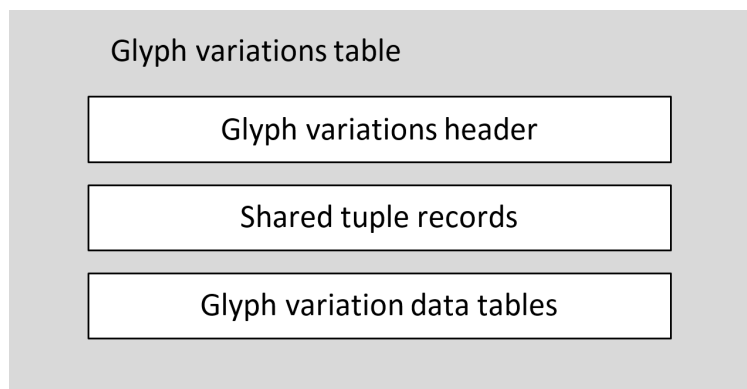 Glyph variations table
Glyph variations header
Shared tuple records
Glyph variation data tables